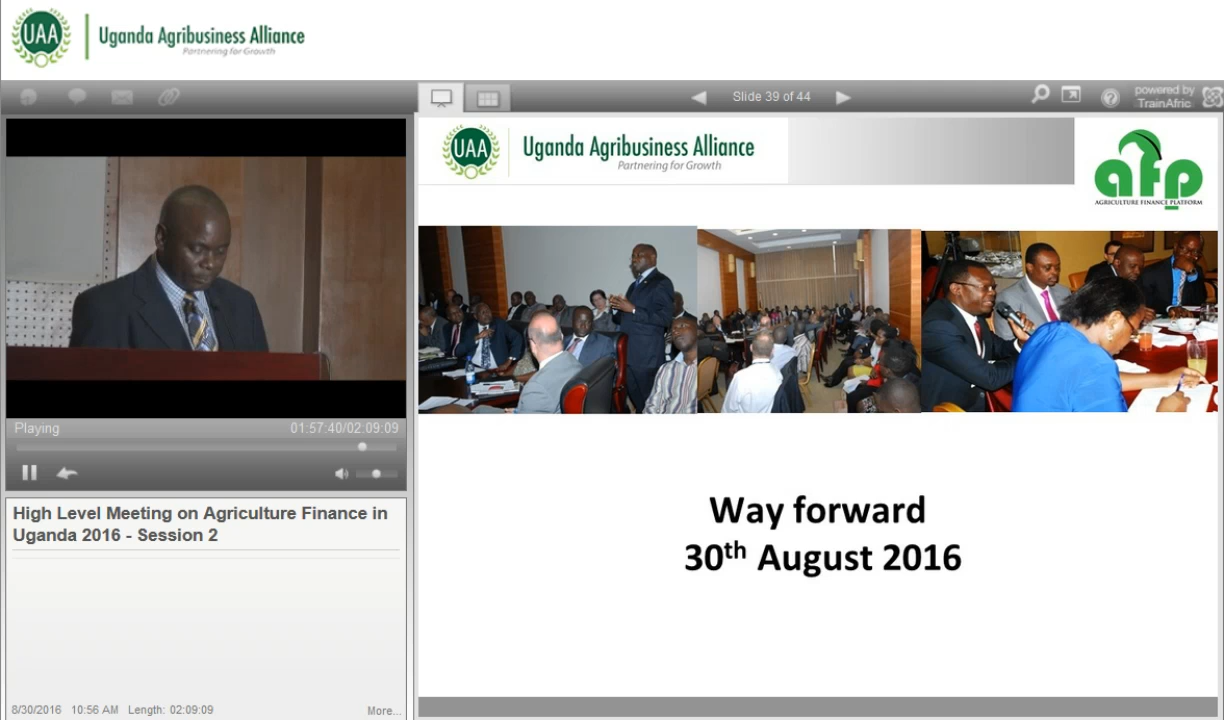 UAA
Uganda Agribusiness Alliance
Partnering for Growth
Slide 39 of 44
powered by
TrainAfric
UAA
Uganda Agribusiness Alliance
Partnering for Growth
afp
AGRICULTURE FINANCE PLATFORM
Playing
01:57:40/02:09:09
Way forward
30th August 2016
High Level Meeting on Agriculture Finance in
Uganda 2016 - Session 2
8/30/2016 10:56 AM Length: 02:09:09
More...